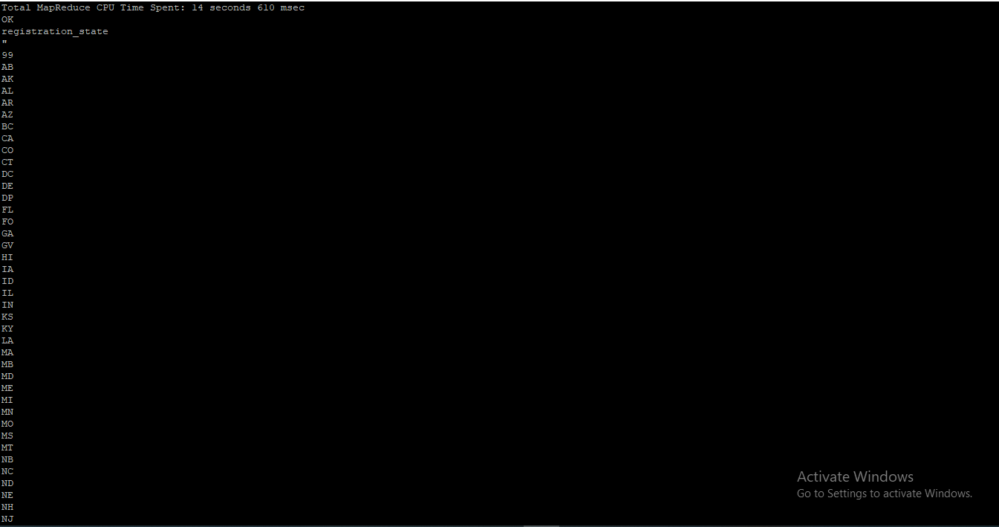 Total MapReduce CPU Time Spent: 14 seconds 610 msec
OK
registration_state
"
99
AB
AK
AL
AR
AZ
BC
CA
CO
CT
DC
DE
DP
FL
FO
GA
GV
HI
IA
ID
IL
IN
KS
KY
LA
MA
MB
MD
ME
MI
MN
MO
MS
MT
NB
NC
ND
NE
NH
NJ
Activate Windows
Go to Settings to activate Windows.